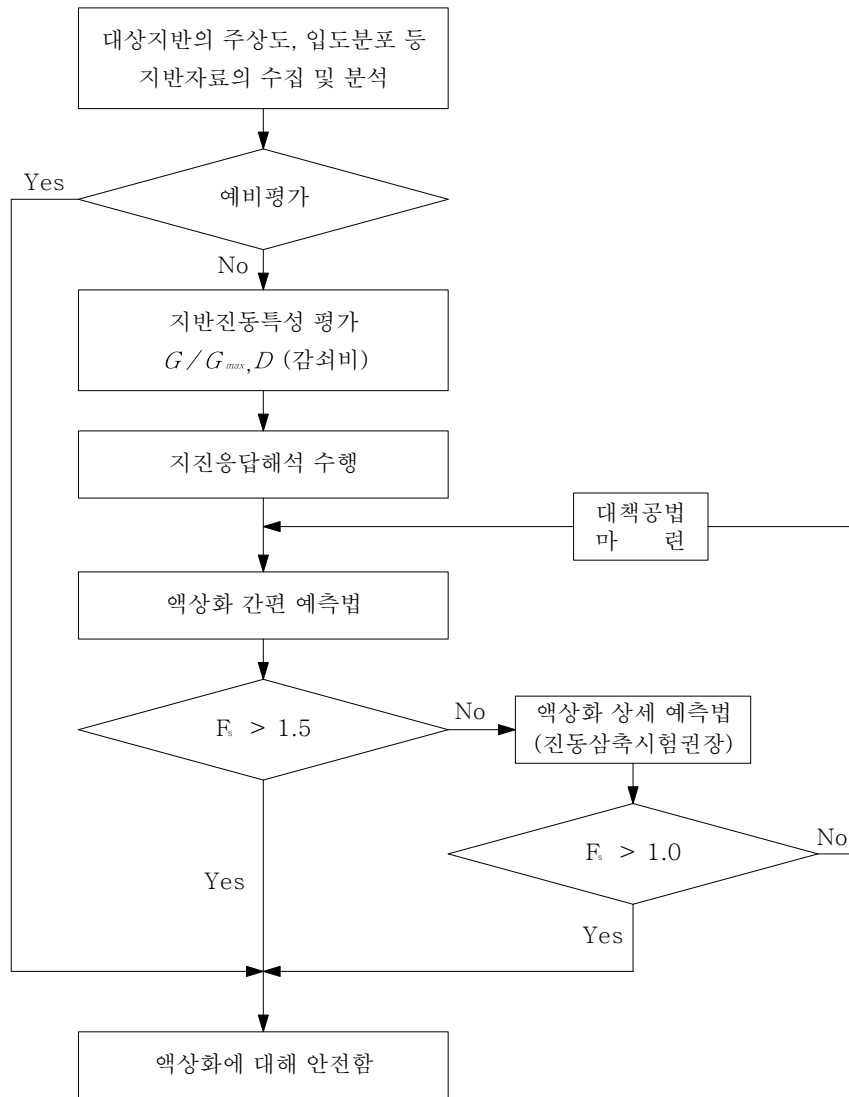 대상지반의 주상도, 입도분포 등
지반자료의 수집 및 분석
Yes
예비평가
No
지반진동특성 평가
G / Gmax, D (감쇠비)
지진응답해석 수행
대책공법
마 련
액상화 간편 예측법
Fs > 1.5
No
액상화 상세 예측법
(진동삼축시험권장)
Fs > 1.0
No
Yes
Yes
액상화에 대해 안전함